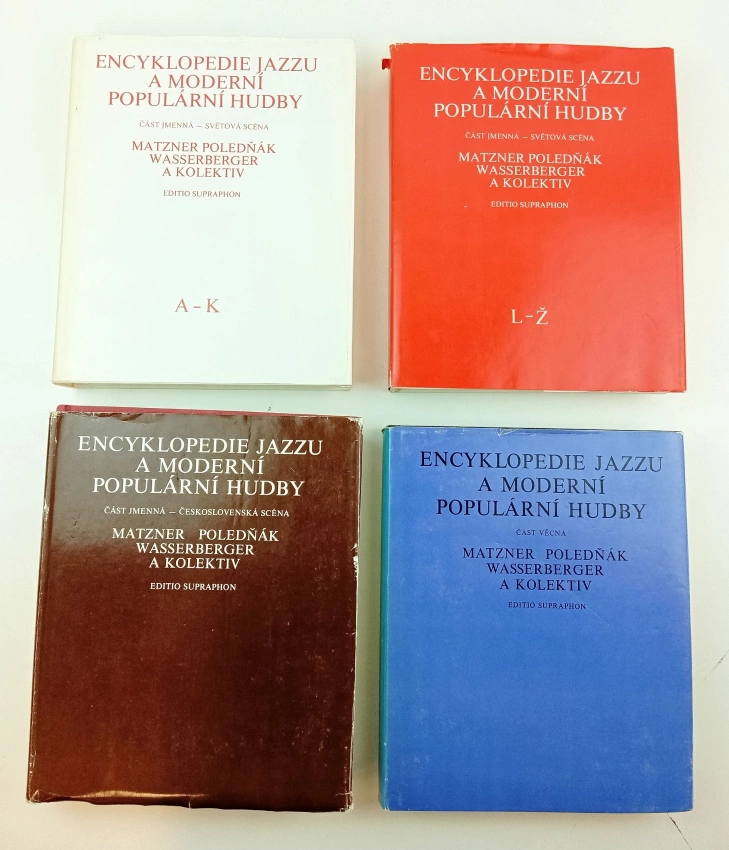 ENCYKLOPEDIE JAZZU
A MODERNÍ
POPULÁRNÍ HUDBY
ČÁST JMENNÁ — SVĚTOVÁ SCÉNA
MATZNER POLEDŇÁK
WASSERBERGER
A KOLEKTIV
EDITIO SUPRAPHON
A – K
ENCYKLOPEDIE JAZZU
A MODERNÍ
POPULÁRNÍ HUDBY
ČÁST JMENNÁ — SVĚTOVÁ SCÉNA
MATZNER POLEDŇÁK
WASSERBERGER
A KOLEKTIV
EDITIO SUPRAPHON
L – Ž
ENCYKLOPEDIE JAZZU
A MODERNÍ
POPULÁRNÍ HUDBY
ČÁST JMENNÁ — ČESKOSLOVENSKÁ SCÉNA
MATZNER POLEDŇÁK
WASSERBERGER
A KOLEKTIV
EDITIO SUPRAPHON
ENCYKLOPEDIE JAZZU
A MODERNÍ
POPULÁRNÍ HUDBY
ČÁST VĚCNÁ
MATZNER POLEDŇÁK
WASSERBERGER
A KOLEKTIV
EDITIO SUPRAPHON